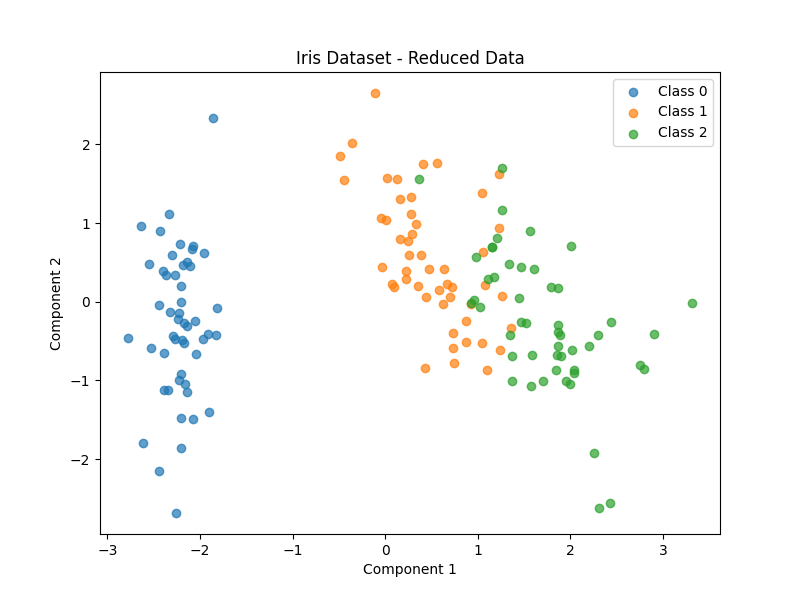 Iris Dataset - Reduced Data
Class 0
Class 1
Class 2
2
1
0
−1
−2
Component 2
−3
−2
−1
0
1
2
3
Component 1